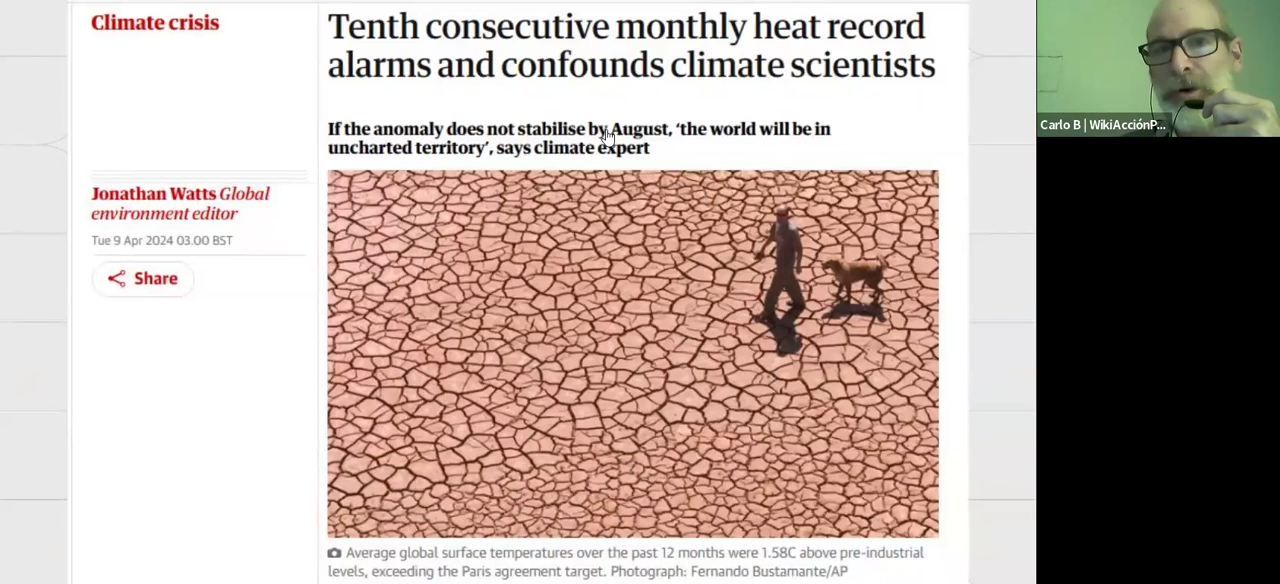 Climate crisis
Tenth consecutive monthly heat record
alarms and confounds climate scientists
If the anomaly does not stabilise by August, ‘the world will be in
uncharted territory’, says climate expert
Jonathan Watts Global
environment editor
Tue 9 Apr 2024 03.00 BST
Share
Average global surface temperatures over the past 12 months were 1.58C above pre-industrial
levels, exceeding the Paris agreement target. Photograph: Fernando Bustamante/AP
Carlo B | WikiAcciónP...